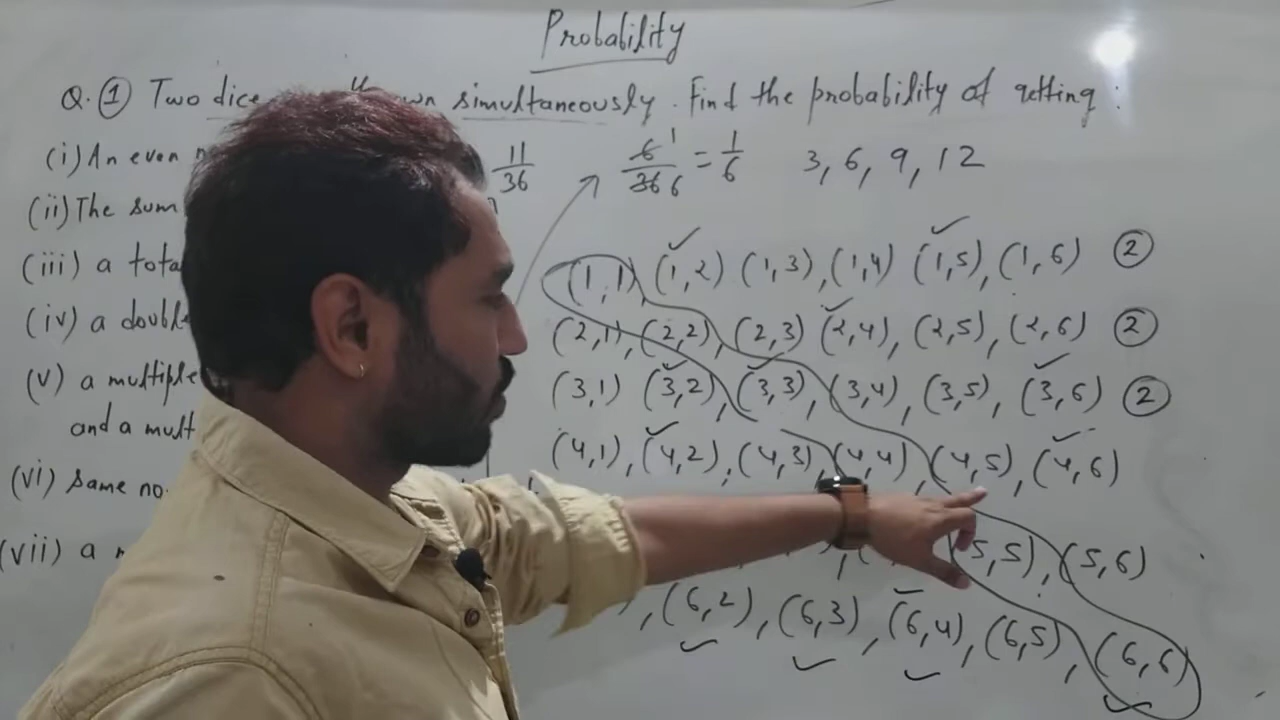 Probability
Q. ① Two dice simultaneously. Find the probability of getting :
(i) An even 11/36 6/36 = 1/6 3, 6, 9, 12
(ii) The sum
(1,1), (1,2) (1,3), (1,4) (1,5), (1,6) ②
(iii) a
(2,1), (2,2), (2,3) (2,4), (2,5), (2,6) ②
(iv) a
(3,1) (3,2), (3,3), (3,4), (3,5), (3,6) ②
(v) a multiple
and a
(4,1), (4,2), (4,3), (4,4), (4,5), (4,6)
(vi) Same no.
5,5), (5,6)
(vii) a
, (6,2), (6,3), (6,4), (6,5), (6,6)